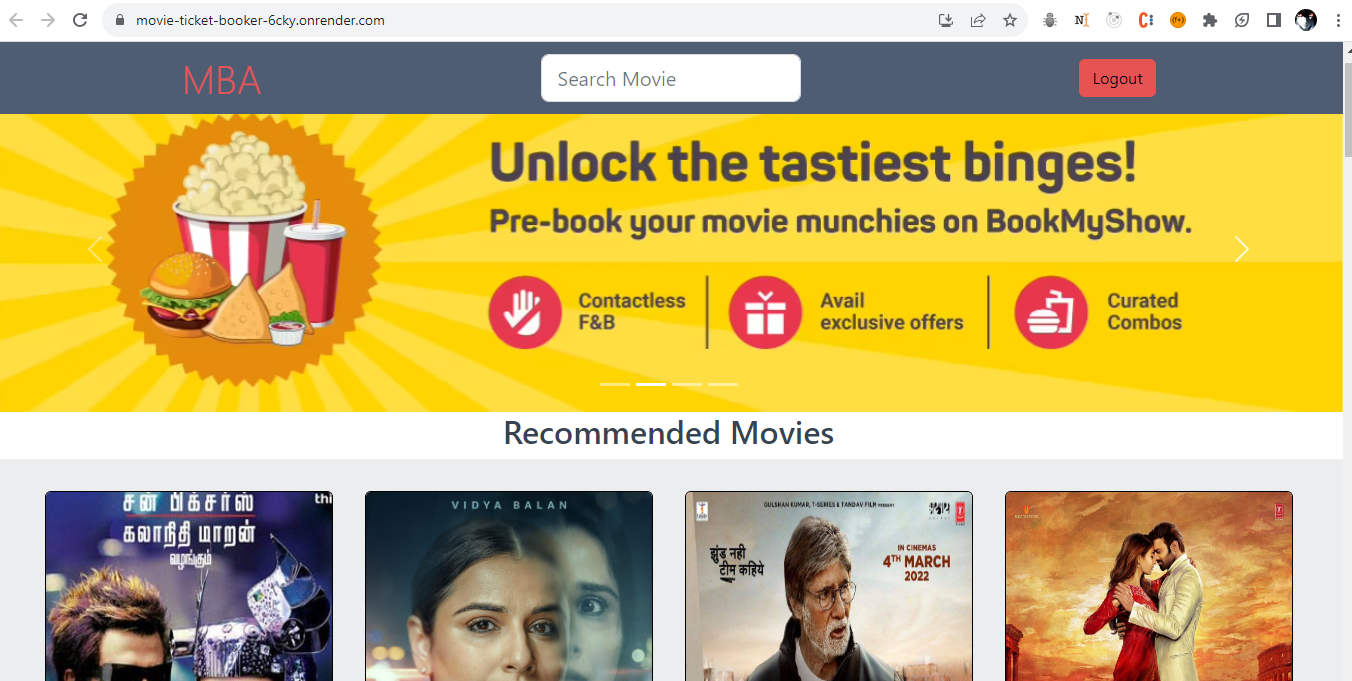 movie-ticket-booker-6cky.onrender.com
MBA
Search Movie
Logout
Unlock the tastiest binges!
Pre-book your movie munchies on BookMyShow.
Contactless
F&B
Avail
exclusive offers
Curated
Combos
Recommended Movies
சன் பிக்சர்ஸ்
thi
கலாநிதி மாறன்
வழங்கும்
VIDYA BALAN
GULSHAN KUMAR, T-SERIES & TANDAV FILM PRESENT
झुंड नही
टीम कहिये
IN CINEMAS
4TH MARCH
2022